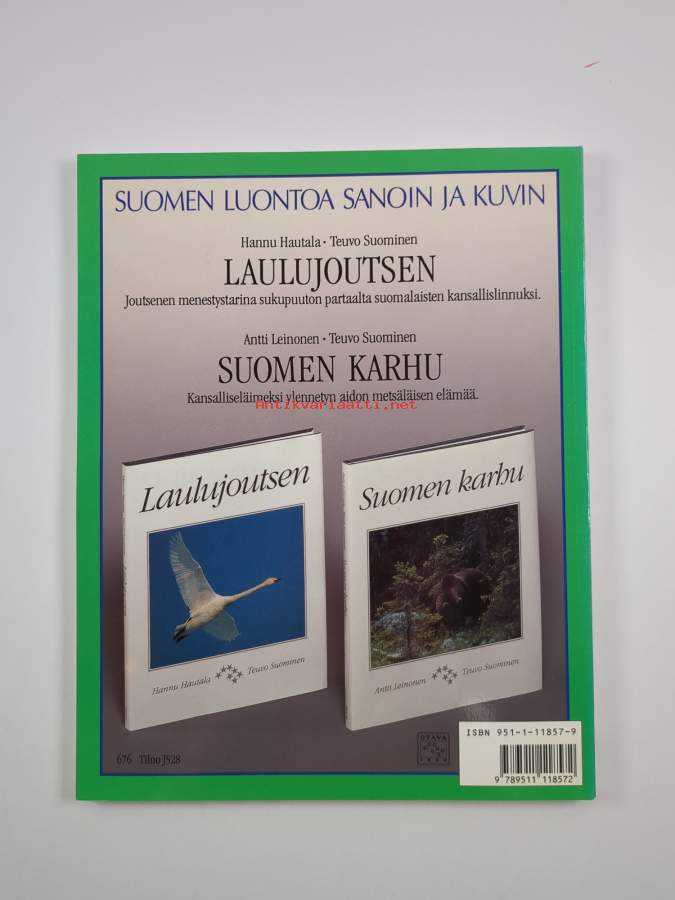 SUOMEN LUONTOA SANOIN JA KUVIN
Hannu Hautala · Teuvo Suominen
LAULUJOUTSEN
Joutsenen menestystarina sukupuuton partaalta suomalaisten kansallislinnuksi.
Antti Leinonen · Teuvo Suominen
SUOMEN KARHU
Kansalliseläimeksi ylennetyn aidon metsäläisen elämää.
Antikvariaatti.net
Laulujoutsen
Hannu Hautala Teuvo Suominen
Suomen karhu
Antti Leinonen Teuvo Suominen
OTAVA
676 Tilno J528
ISBN 951-1-11857-9
9 789511 118572